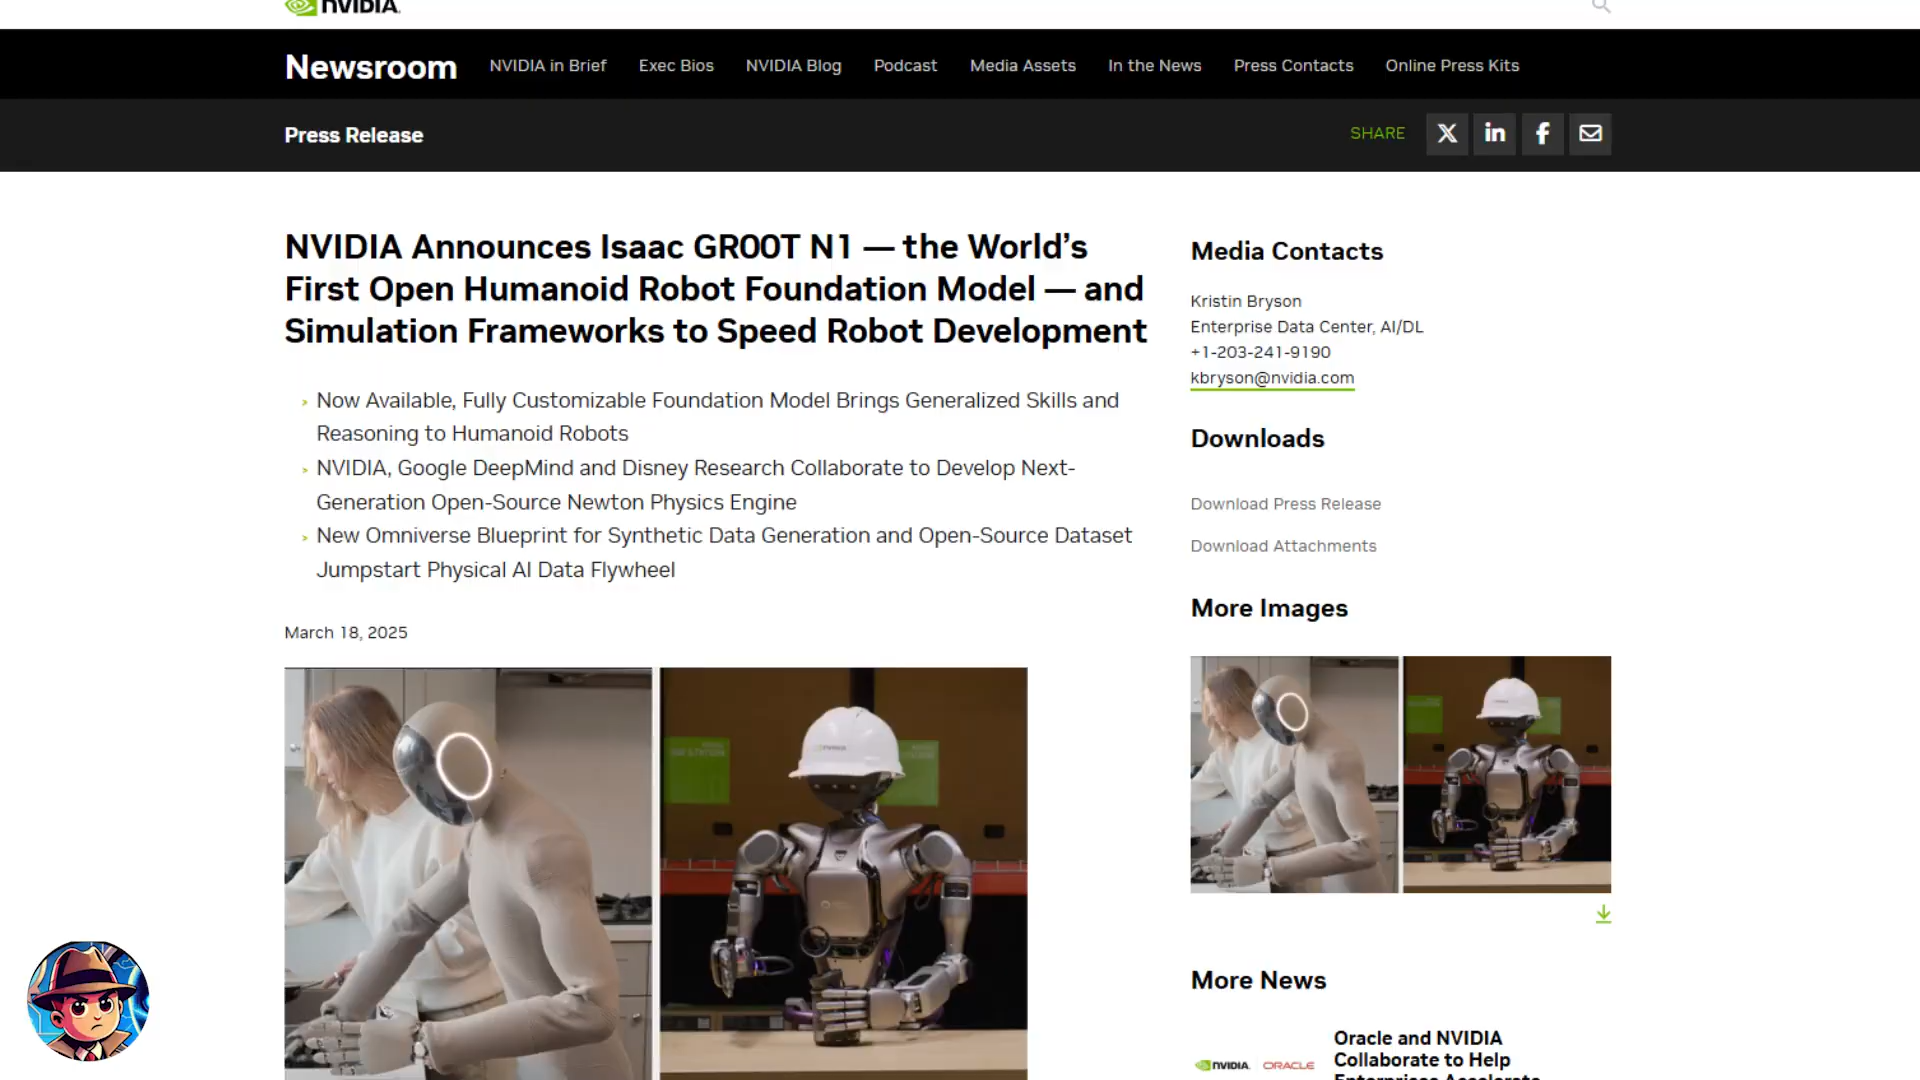 NVIDIA.
Newsroom
NVIDIA in Brief
Exec Bios
NVIDIA Blog
Podcast
Media Assets
In the News
Press Contacts
Online Press Kits
Press Release
SHARE
NVIDIA Announces Isaac GR00T N1 — the World’s
First Open Humanoid Robot Foundation Model — and
Simulation Frameworks to Speed Robot Development
Now Available, Fully Customizable Foundation Model Brings Generalized Skills and
Reasoning to Humanoid Robots
NVIDIA, Google DeepMind and Disney Research Collaborate to Develop Next-
Generation Open-Source Newton Physics Engine
New Omniverse Blueprint for Synthetic Data Generation and Open-Source Dataset
Jumpstart Physical AI Data Flywheel
March 18, 2025
Media Contacts
Kristin Bryson
Enterprise Data Center, AI/DL
+1-203-241-9190
kbryson@nvidia.com
Downloads
Download Press Release
Download Attachments
More Images
More News
NVIDIA. ORACLE
Oracle and NVIDIA
Collaborate to Help
Enterprises Accelerate